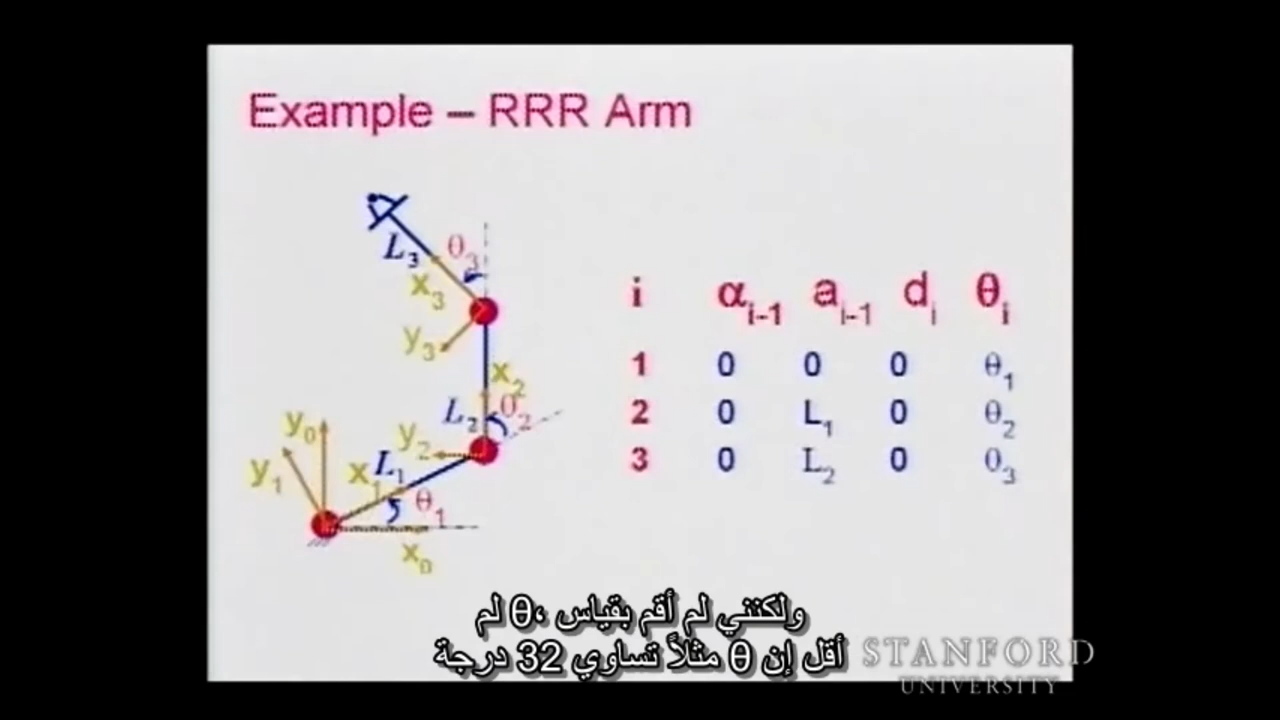 Example – RRR Arm
L₃ θ₃
x₃
y₃
x₂
L₂ θ₂
y₂
y₀
y₁
x₁ L₁
θ₁
x₀
i αᵢ₋₁ aᵢ₋₁ dᵢ θᵢ
1 0 0 0 θ₁
2 0 L₁ 0 θ₂
3 0 L₂ 0 θ₃
ولكنني لم أقم بقياس θ، لم
أقل إن θ مثلاً تساوي 32 درجة
STANFORD
UNIVERSITY